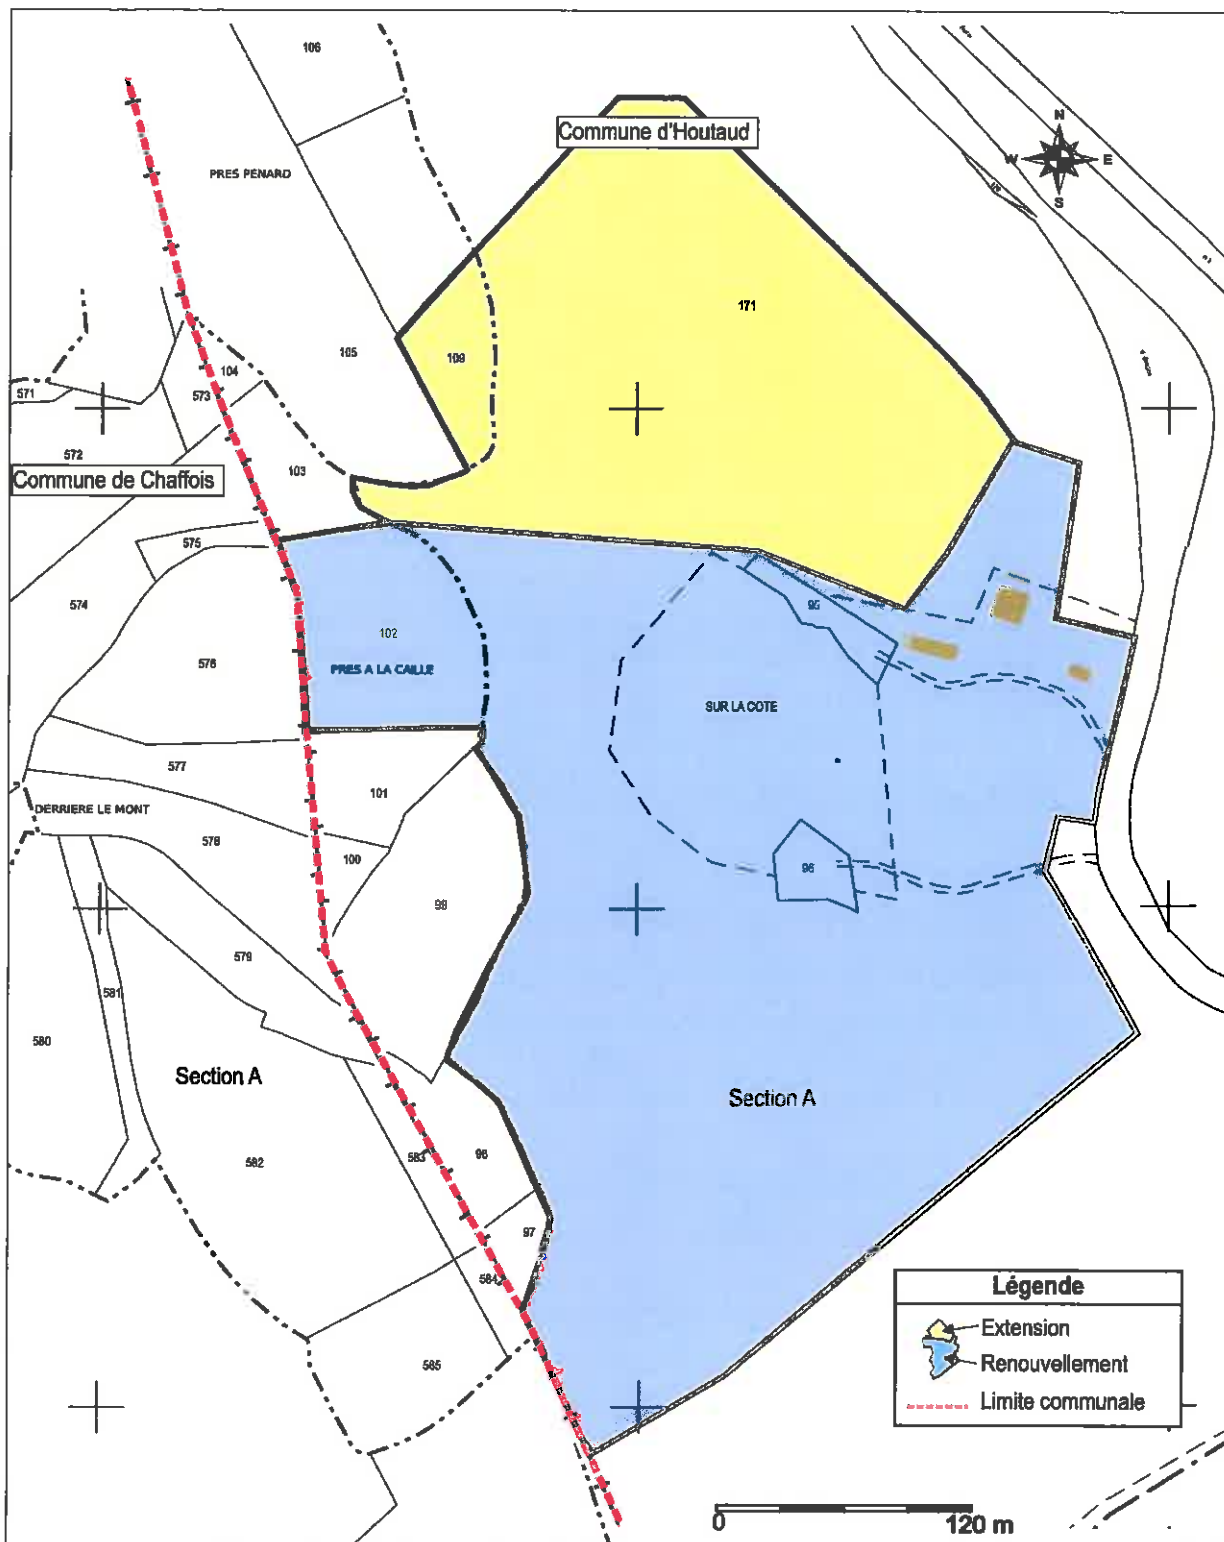 106
Commune d'Houtaud
N
W
E
S
PRES PENARD
171
105
109
104
573
571
572
103
Commune de Chaffois
575
574
95
102
576
PRES A LA CAILLE
SUR LA COTE
577
101
DERRIERE LE MONT
578
100
96
99
579
581
580
Section A
Section A
98
583
582
97
584
585
Légende
Extension
Renouvellement
Limite communale
0
120 m